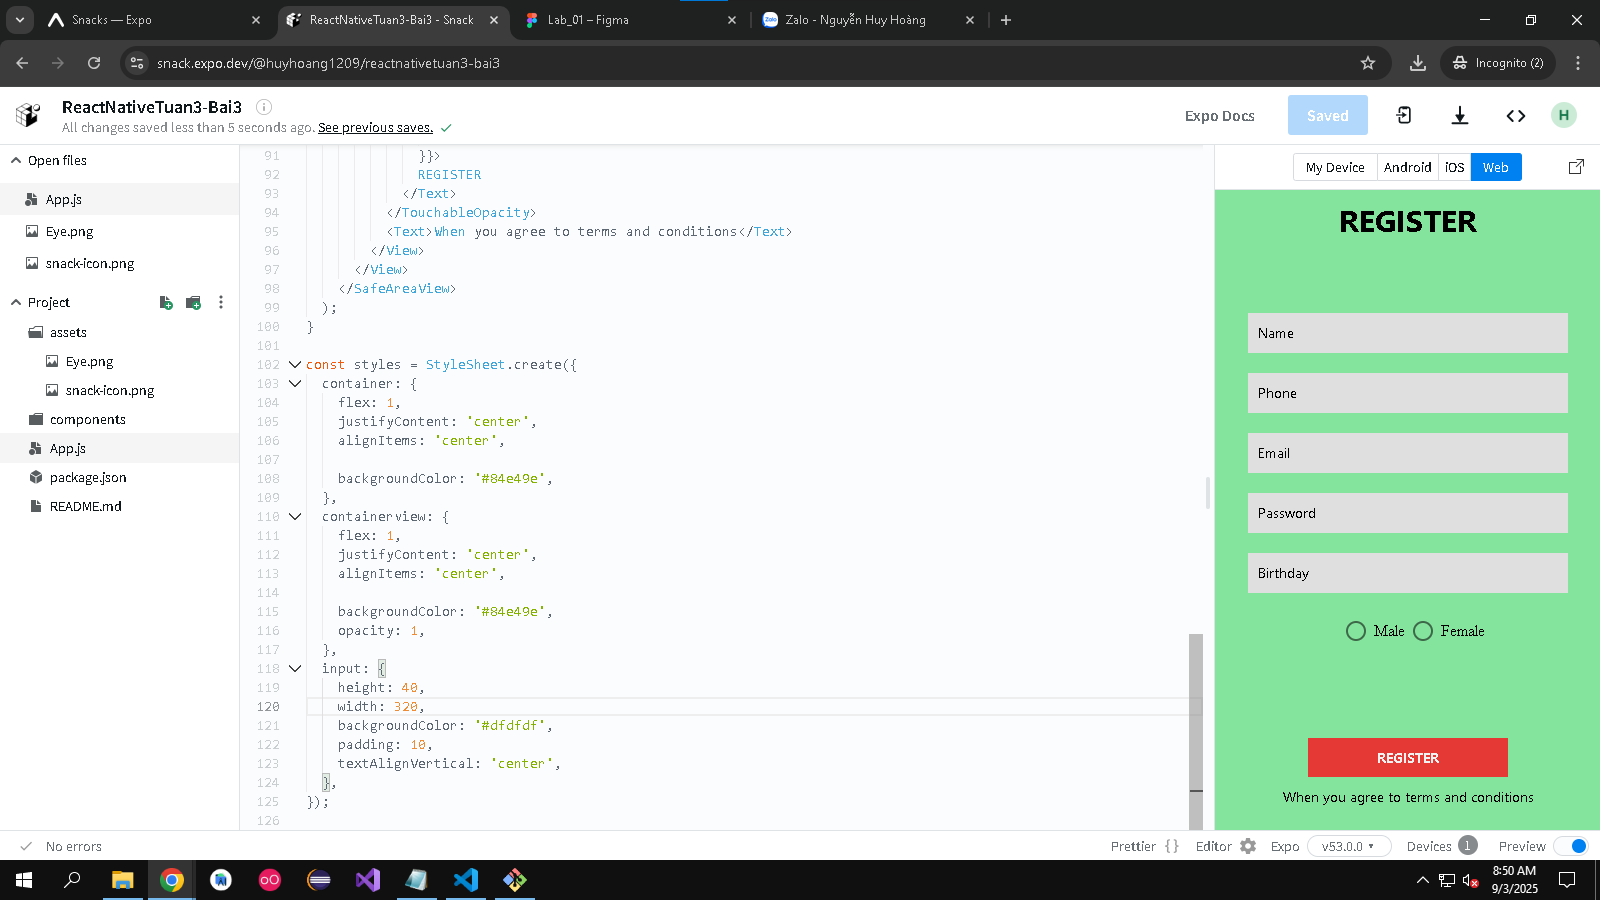 Snacks — Expo
ReactNativeTuan3-Bai3 - Snack
Lab_01 – Figma
Zalo - Nguyễn Huy Hoàng
snack.expo.dev/@huyhoang1209/reactnativetuan3-bai3
Incognito (2)
ReactNativeTuan3-Bai3
All changes saved less than 5 seconds ago. See previous saves.
Expo Docs
Saved
H
Open files
App.js
Eye.png
snack-icon.png
Project
assets
Eye.png
snack-icon.png
components
App.js
package.json
README.md
91 }}>
92 REGISTER
93 </Text>
94 </TouchableOpacity>
95 <Text>When you agree to terms and conditions</Text>
96 </View>
97 </View>
98 </SafeAreaView>
99 );
100 }
101
102 const styles = StyleSheet.create({
103 container: {
104 flex: 1,
105 justifyContent: 'center',
106 alignItems: 'center',
107
108 backgroundColor: '#84e49e',
109 },
110 containerview: {
111 flex: 1,
112 justifyContent: 'center',
113 alignItems: 'center',
114
115 backgroundColor: '#84e49e',
116 opacity: 1,
117 },
118 input: {
119 height: 40,
120 width: 320,
121 backgroundColor: '#dfdfdf',
122 padding: 10,
123 textAlignVertical: 'center',
124 },
125 });
126
My Device
Android
iOS
Web
REGISTER
Name
Phone
Email
Password
Birthday
Male
Female
REGISTER
When you agree to terms and conditions
No errors
Prettier { }
Editor
Expo
v53.0.0
Devices 1
Preview
8:50 AM
9/3/2025